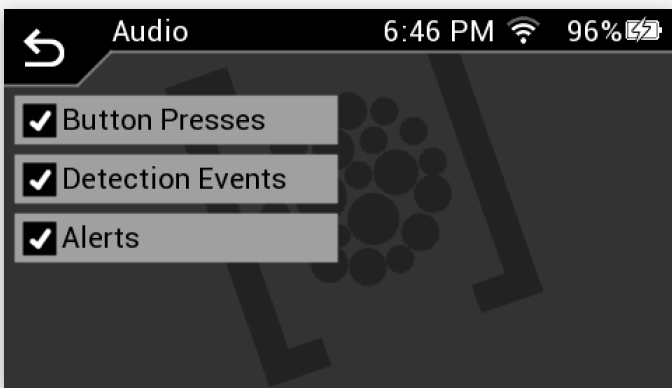 Audio 6:46 PM 96%
Button Presses
Detection Events
Alerts